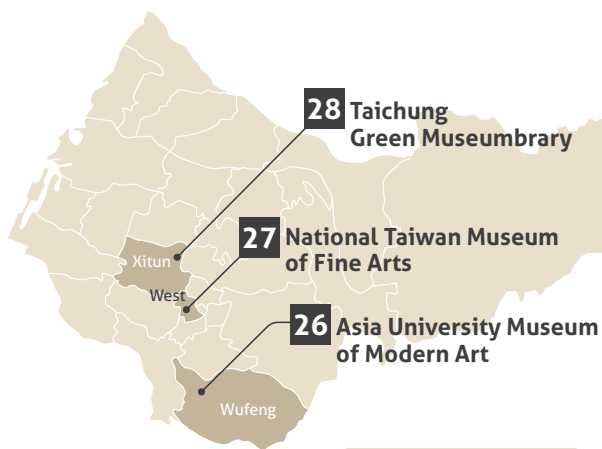 28 Taichung
Green Museumbrary
27 National Taiwan Museum
of Fine Arts
Xitun
West
26 Asia University Museum
of Modern Art
Wufeng